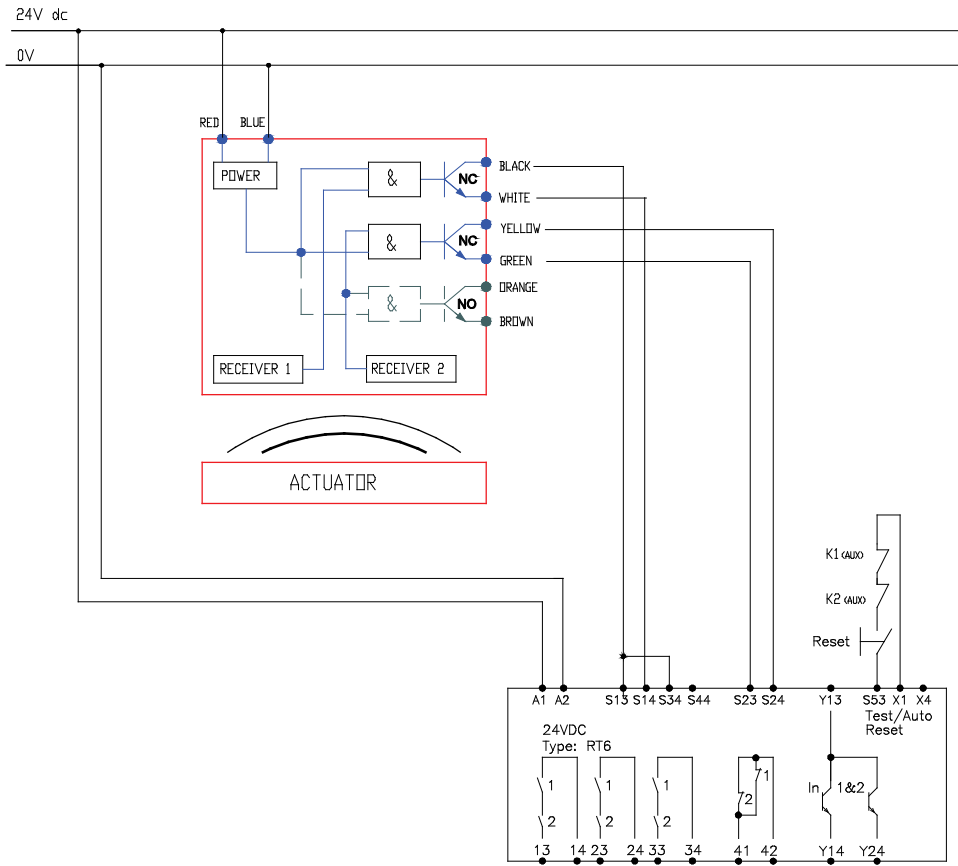 24V dc
0V
RED BLUE
POWER
& NC BLACK
WHITE
& NC YELLOW
GREEN
& NO ORANGE
BROWN
RECEIVER 1 RECEIVER 2
ACTUATOR
K1(AUX)
K2(AUX)
Reset
A1 A2 S13 S14 S34 S44 S23 S24 Y13 S53 X1 X4
Test/Auto
Reset
24VDC
Type: RT6
1 1 1 1
2 2 2 2 In 1&2
13 14 23 24 33 34 41 42 Y14 Y24